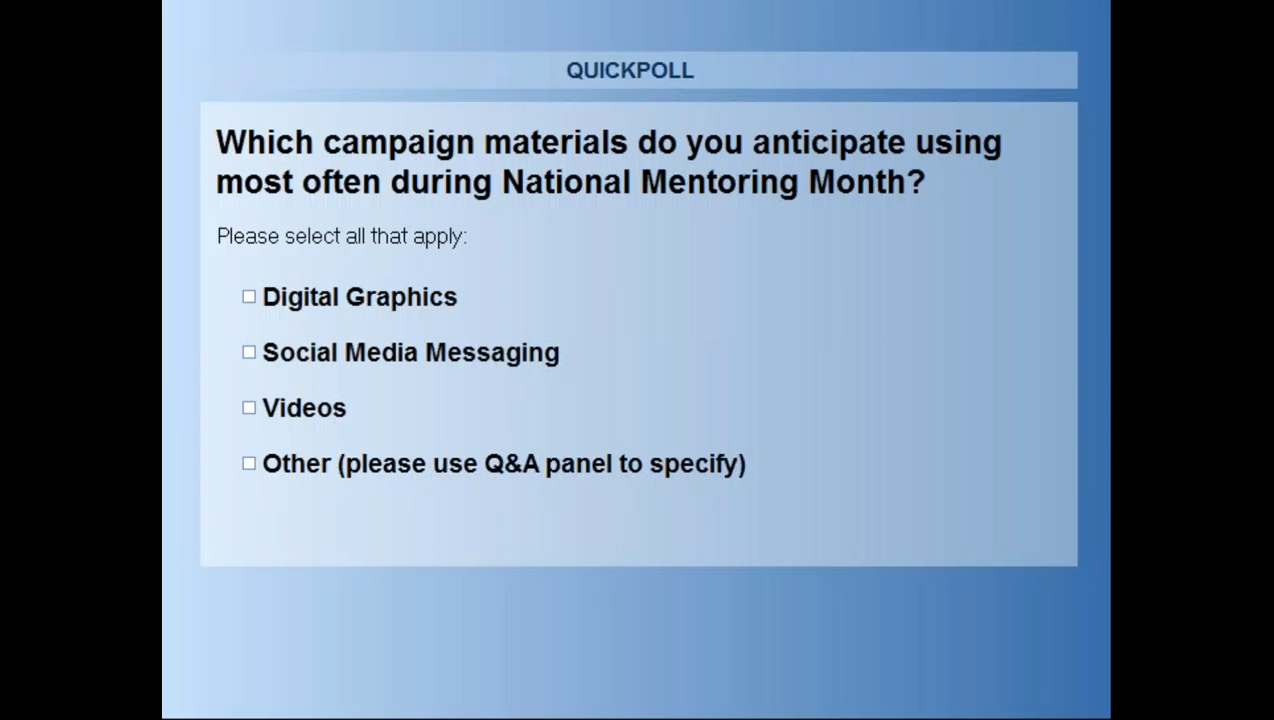 QUICKPOLL
Which campaign materials do you anticipate using
most often during National Mentoring Month?
Please select all that apply:
Digital Graphics
Social Media Messaging
Videos
Other (please use Q&A panel to specify)